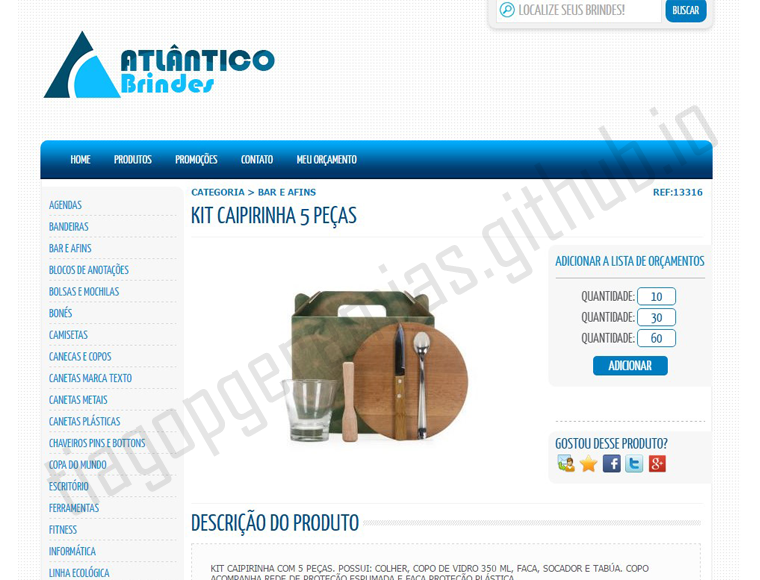 LOCALIZE SEUS BRINDES!
BUSCAR
ATLÂNTICO
Brindes
HOME PRODUTOS PROMOÇÕES CONTATO MEU ORÇAMENTO
CATEGORIA > BAR E AFINS
REF:13316
KIT CAIPIRINHA 5 PEÇAS
AGENDAS
BANDEIRAS
BAR E AFINS
BLOCOS DE ANOTAÇÕES
BOLSAS E MOCHILAS
BONÉS
CAMISETAS
CANECAS E COPOS
CANETAS MARCA TEXTO
CANETAS METAIS
CANETAS PLÁSTICAS
CHAVEIROS PINS E BOTTONS
COPA DO MUNDO
ESCRITÓRIO
FERRAMENTAS
FITNESS
INFORMÁTICA
LINHA ECOLÓGICA
ADICIONAR A LISTA DE ORÇAMENTOS
QUANTIDADE: 10
QUANTIDADE: 30
QUANTIDADE: 60
ADICIONAR
GOSTOU DESSE PRODUTO?
DESCRIÇÃO DO PRODUTO
KIT CAIPIRINHA COM 5 PEÇAS. POSSUI: COLHER, COPO DE VIDRO 350 ML, FACA, SOCADOR E TABÚA. COPO
ACOMPANHA REDE DE PROTEÇÃO ESPUMADA E FACA PROTEÇÃO PLÁSTICA.